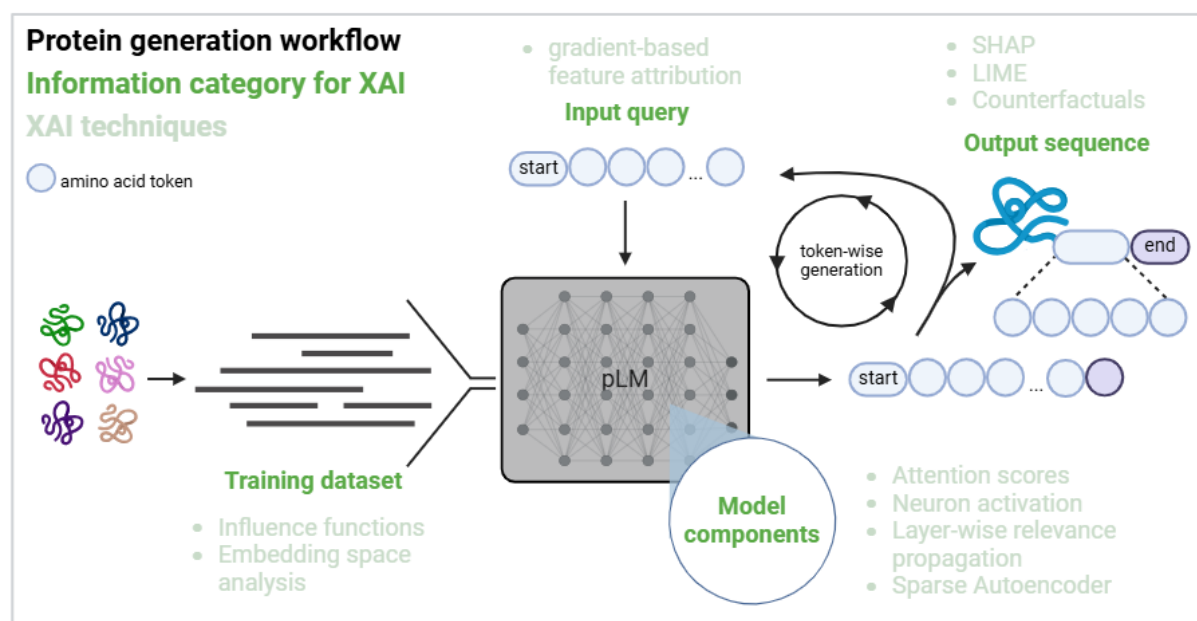 Protein generation workflow
Information category for XAI
XAI techniques
amino acid token
• gradient-based
feature attribution
Input query
start
...
• SHAP
• LIME
• Counterfactuals
Output sequence
end
token-wise
generation
pLM
start
...
Training dataset
• Influence functions
• Embedding space
analysis
Model
components
• Attention scores
• Neuron activation
• Layer-wise relevance
propagation
• Sparse Autoencoder